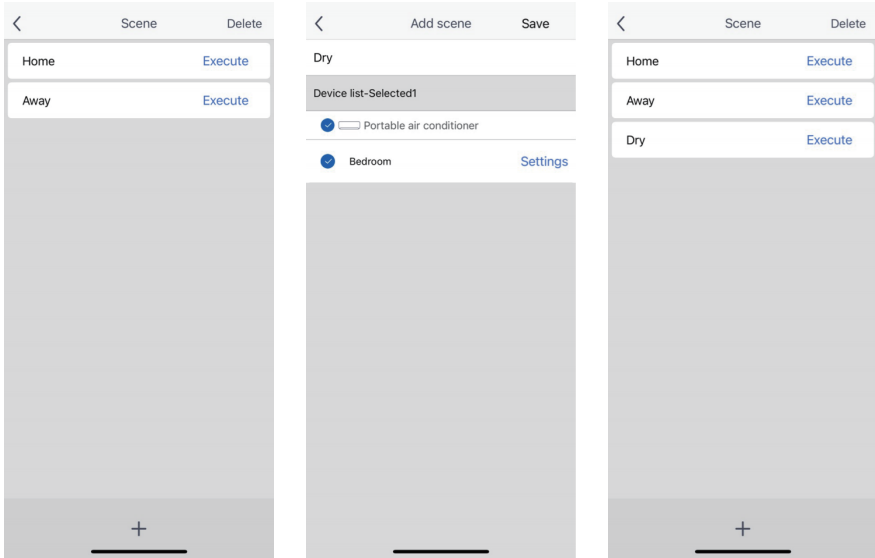 Scene Delete
Home Execute
Away Execute
Add scene Save
Dry
Device list-Selected1
Portable air conditioner
Bedroom Settings
Scene Delete
Home Execute
Away Execute
Dry Execute